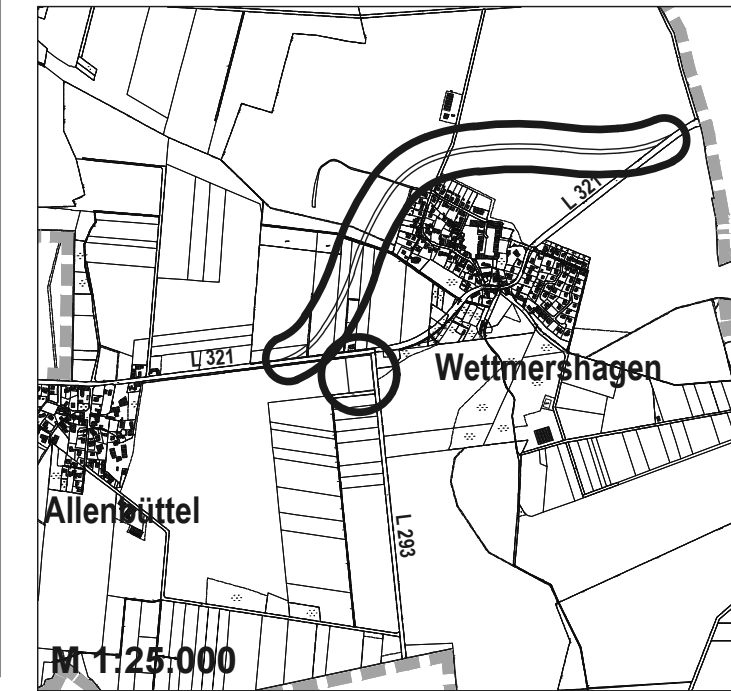 L 321
L 321
Wettmershagen
Allenbüttel
L 293
M 1:25.000